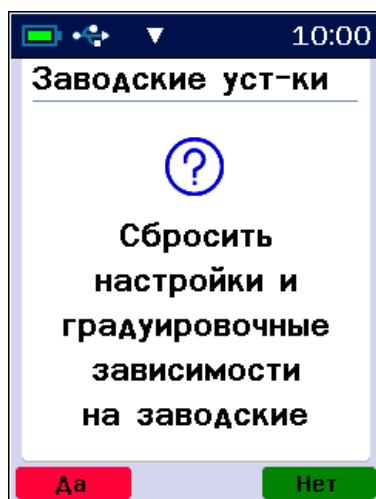 10:00
Заводские уст-ки
?
Сбросить
настройки и
градуировочные
зависимости
на заводские
Да Нет